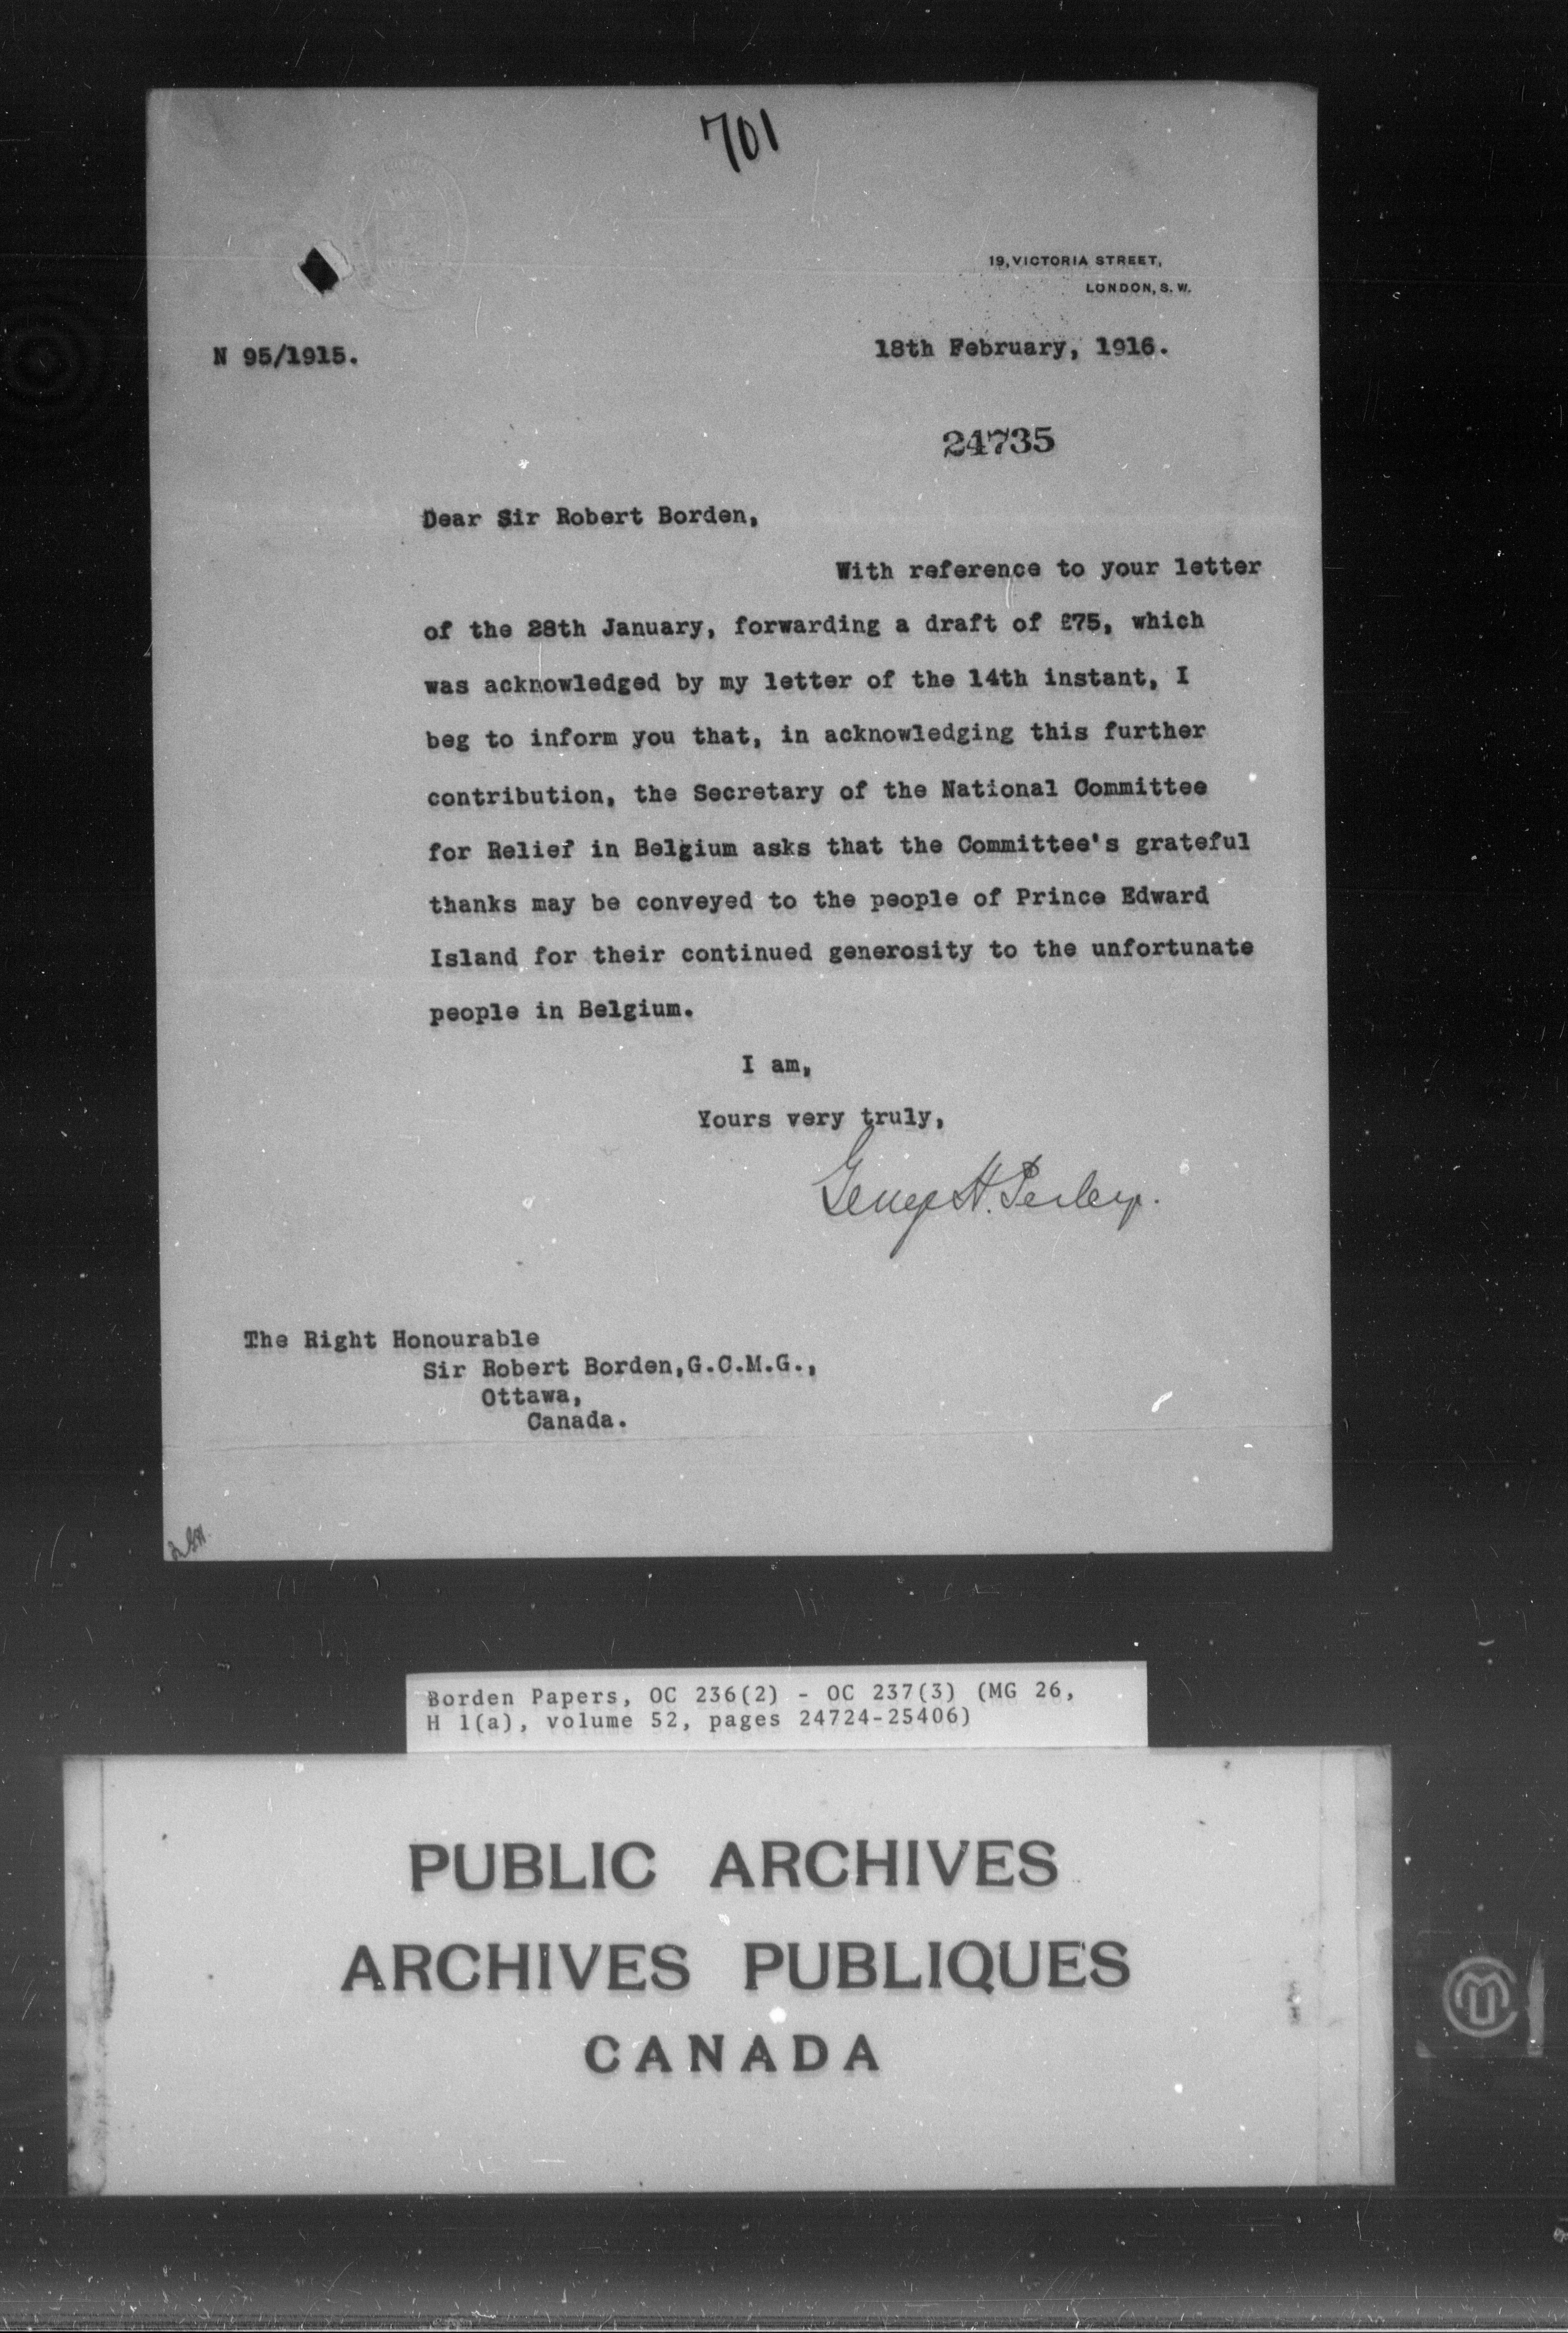 701
19, VICTORIA STREET,
LONDON, S. W.
N 95/1915.
18th February, 1916.
24735
Dear Sir Robert Borden,
With reference to your letter
of the 28th January, forwarding a draft of £75, which
was acknowledged by my letter of the 14th instant, I
beg to inform you that, in acknowledging this further
contribution, the Secretary of the National Committee
for Relief in Belgium asks that the Committee's grateful
thanks may be conveyed to the people of Prince Edward
Island for their continued generosity to the unfortunate
people in Belgium.
I am,
Yours very truly,
George H. Perley.
The Right Honourable
Sir Robert Borden, G.C.M.G.,
Ottawa,
Canada.
Borden Papers, OC 236(2) - OC 237(3) (MG 26,
H 1(a), volume 52, pages 24724-25406)
PUBLIC ARCHIVES
ARCHIVES PUBLIQUES
CANADA